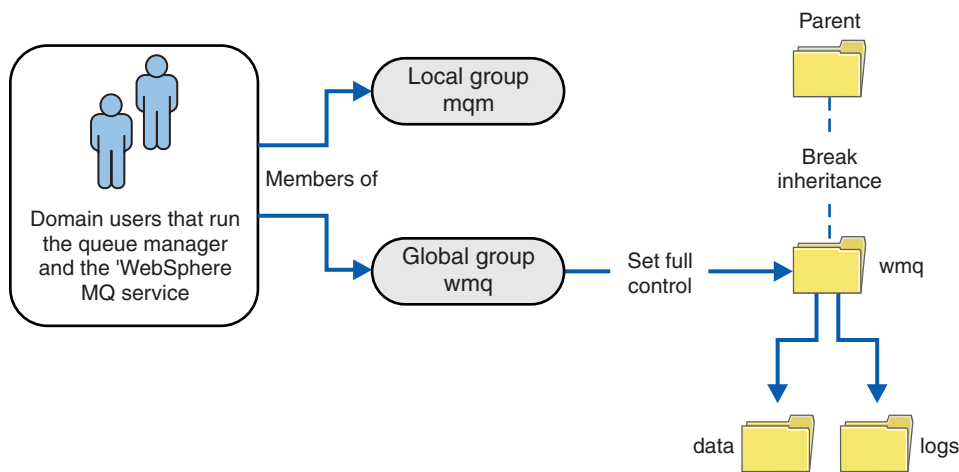 Parent
Local group
mqm
Members of
Break
inheritance
Domain users that run
the queue manager
and the 'WebSphere
MQ service
Global group
wmq
Set full
control
wmq
data
logs